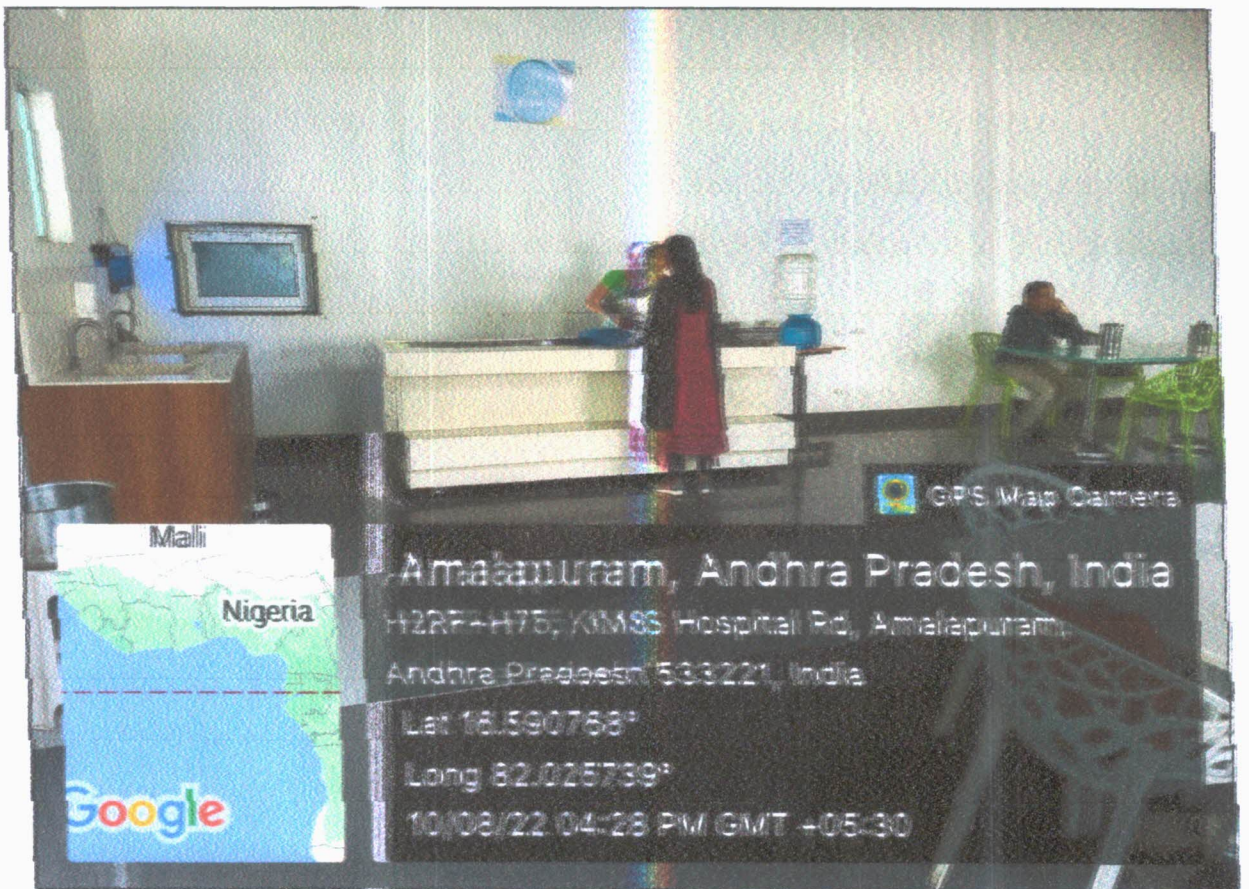 GPS Map Camera
Mali
Nigeria
Google
Amalapuram, Andhra Pradesh, India
H2RF+H75, KIMSS Hospital Rd, Amalapuram,
Andhra Pradesh 533221, India
Lat 16.590768°
Long 82.025739°
10/08/22 04:28 PM GMT +05:30